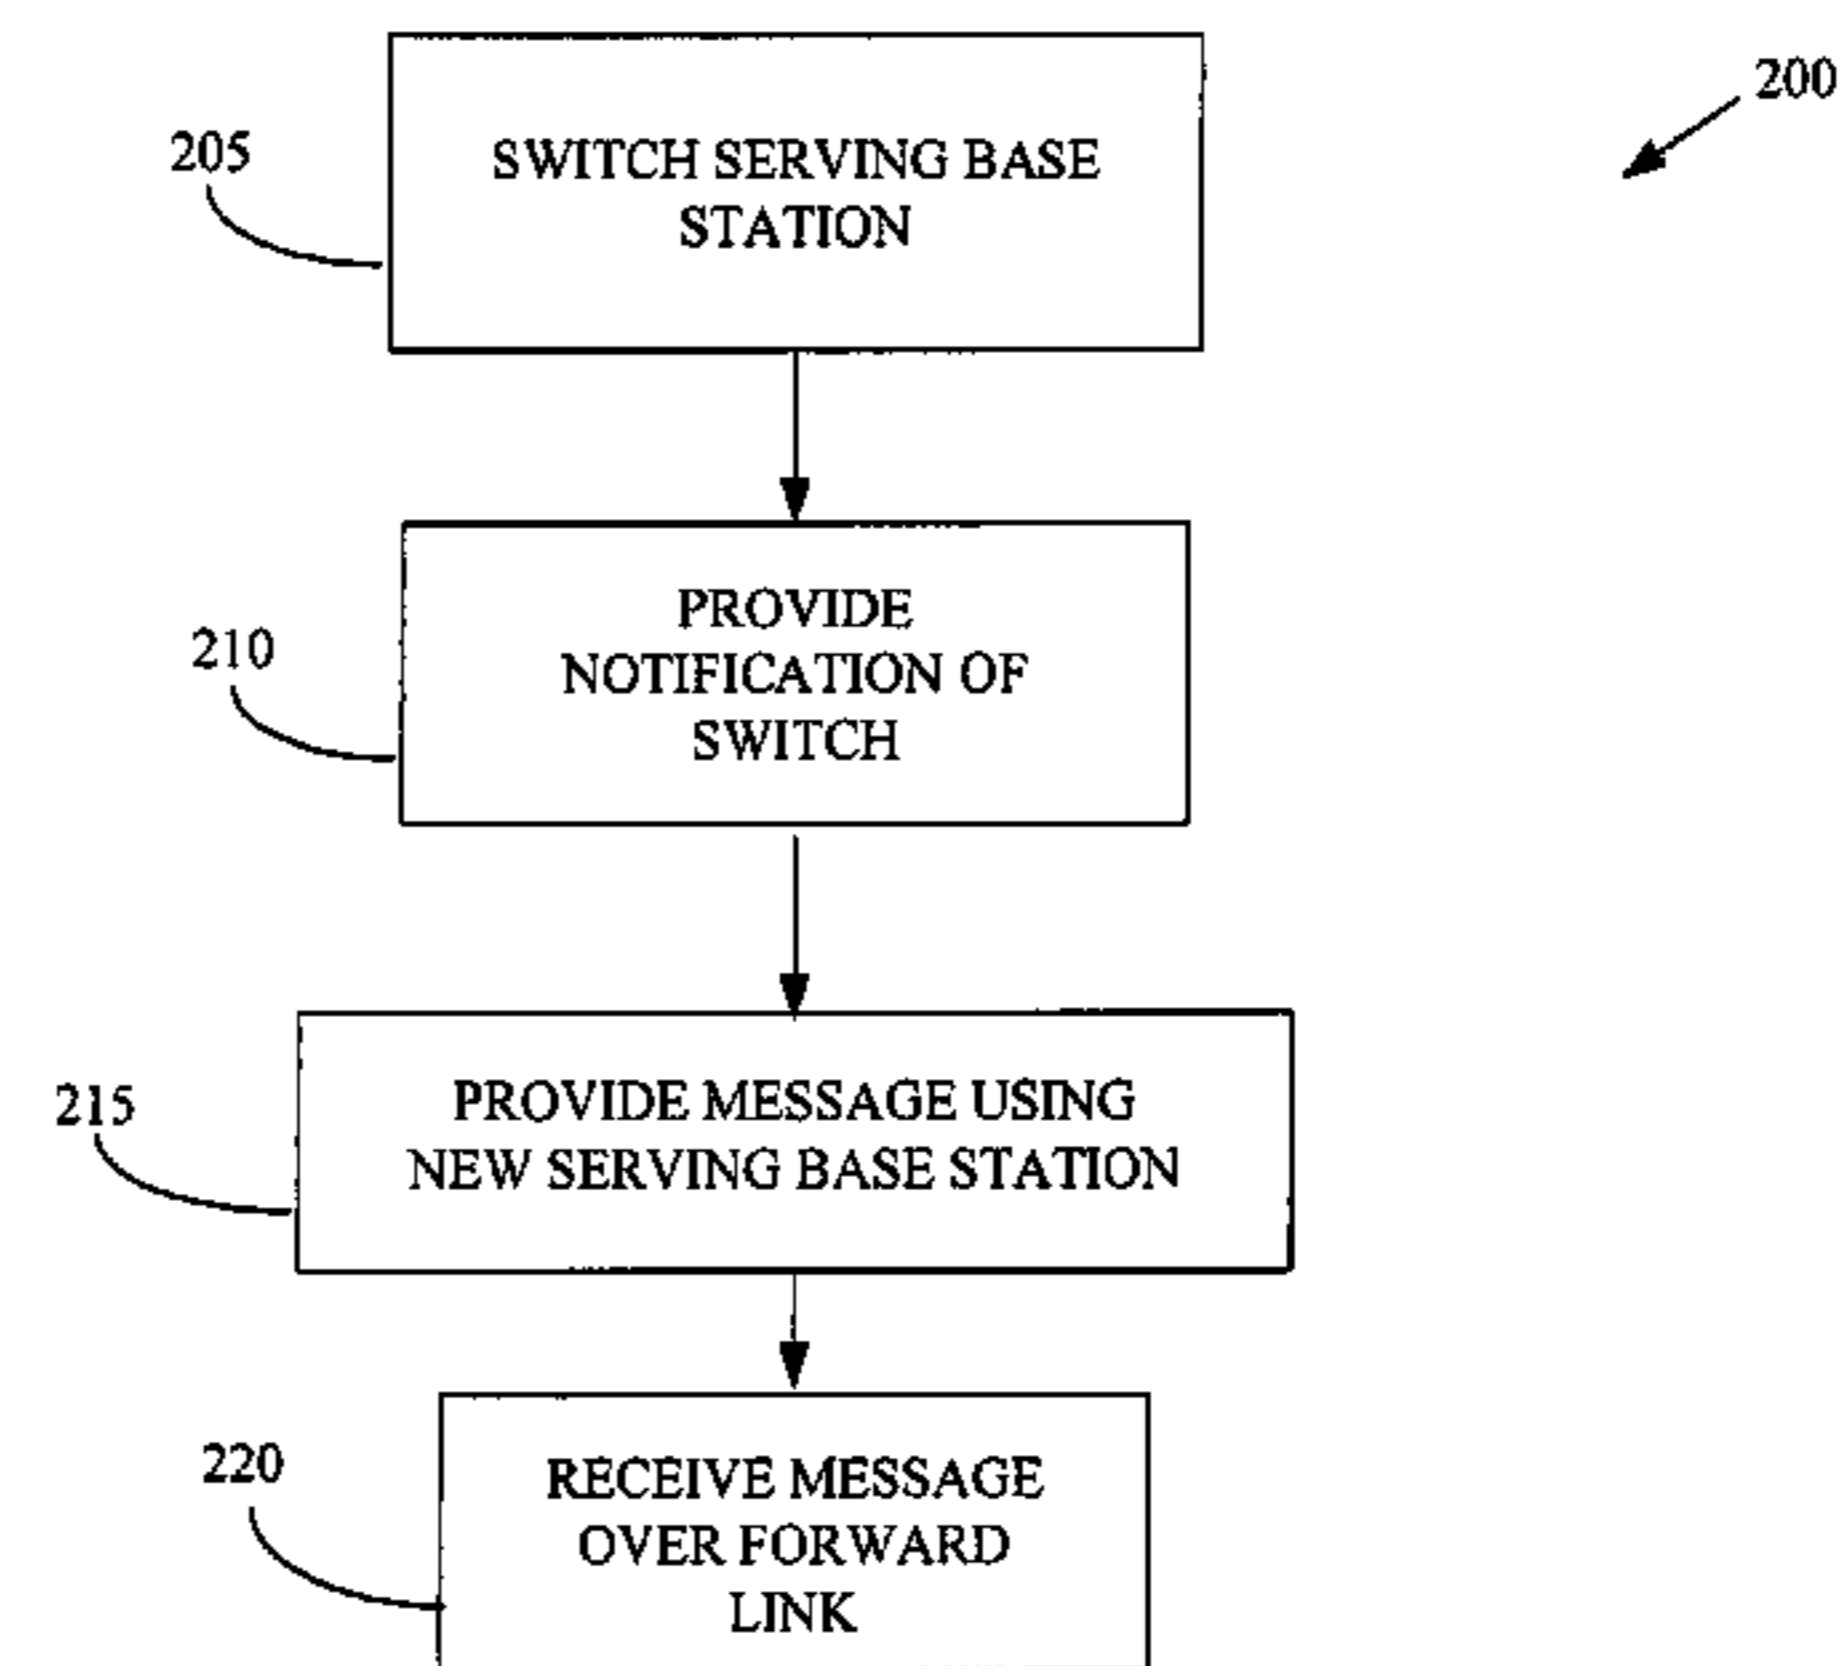 200
205
SWITCH SERVING BASE
STATION
210
PROVIDE
NOTIFICATION OF
SWITCH
215
PROVIDE MESSAGE USING
NEW SERVING BASE STATION
220
RECEIVE MESSAGE
OVER FORWARD
LINK